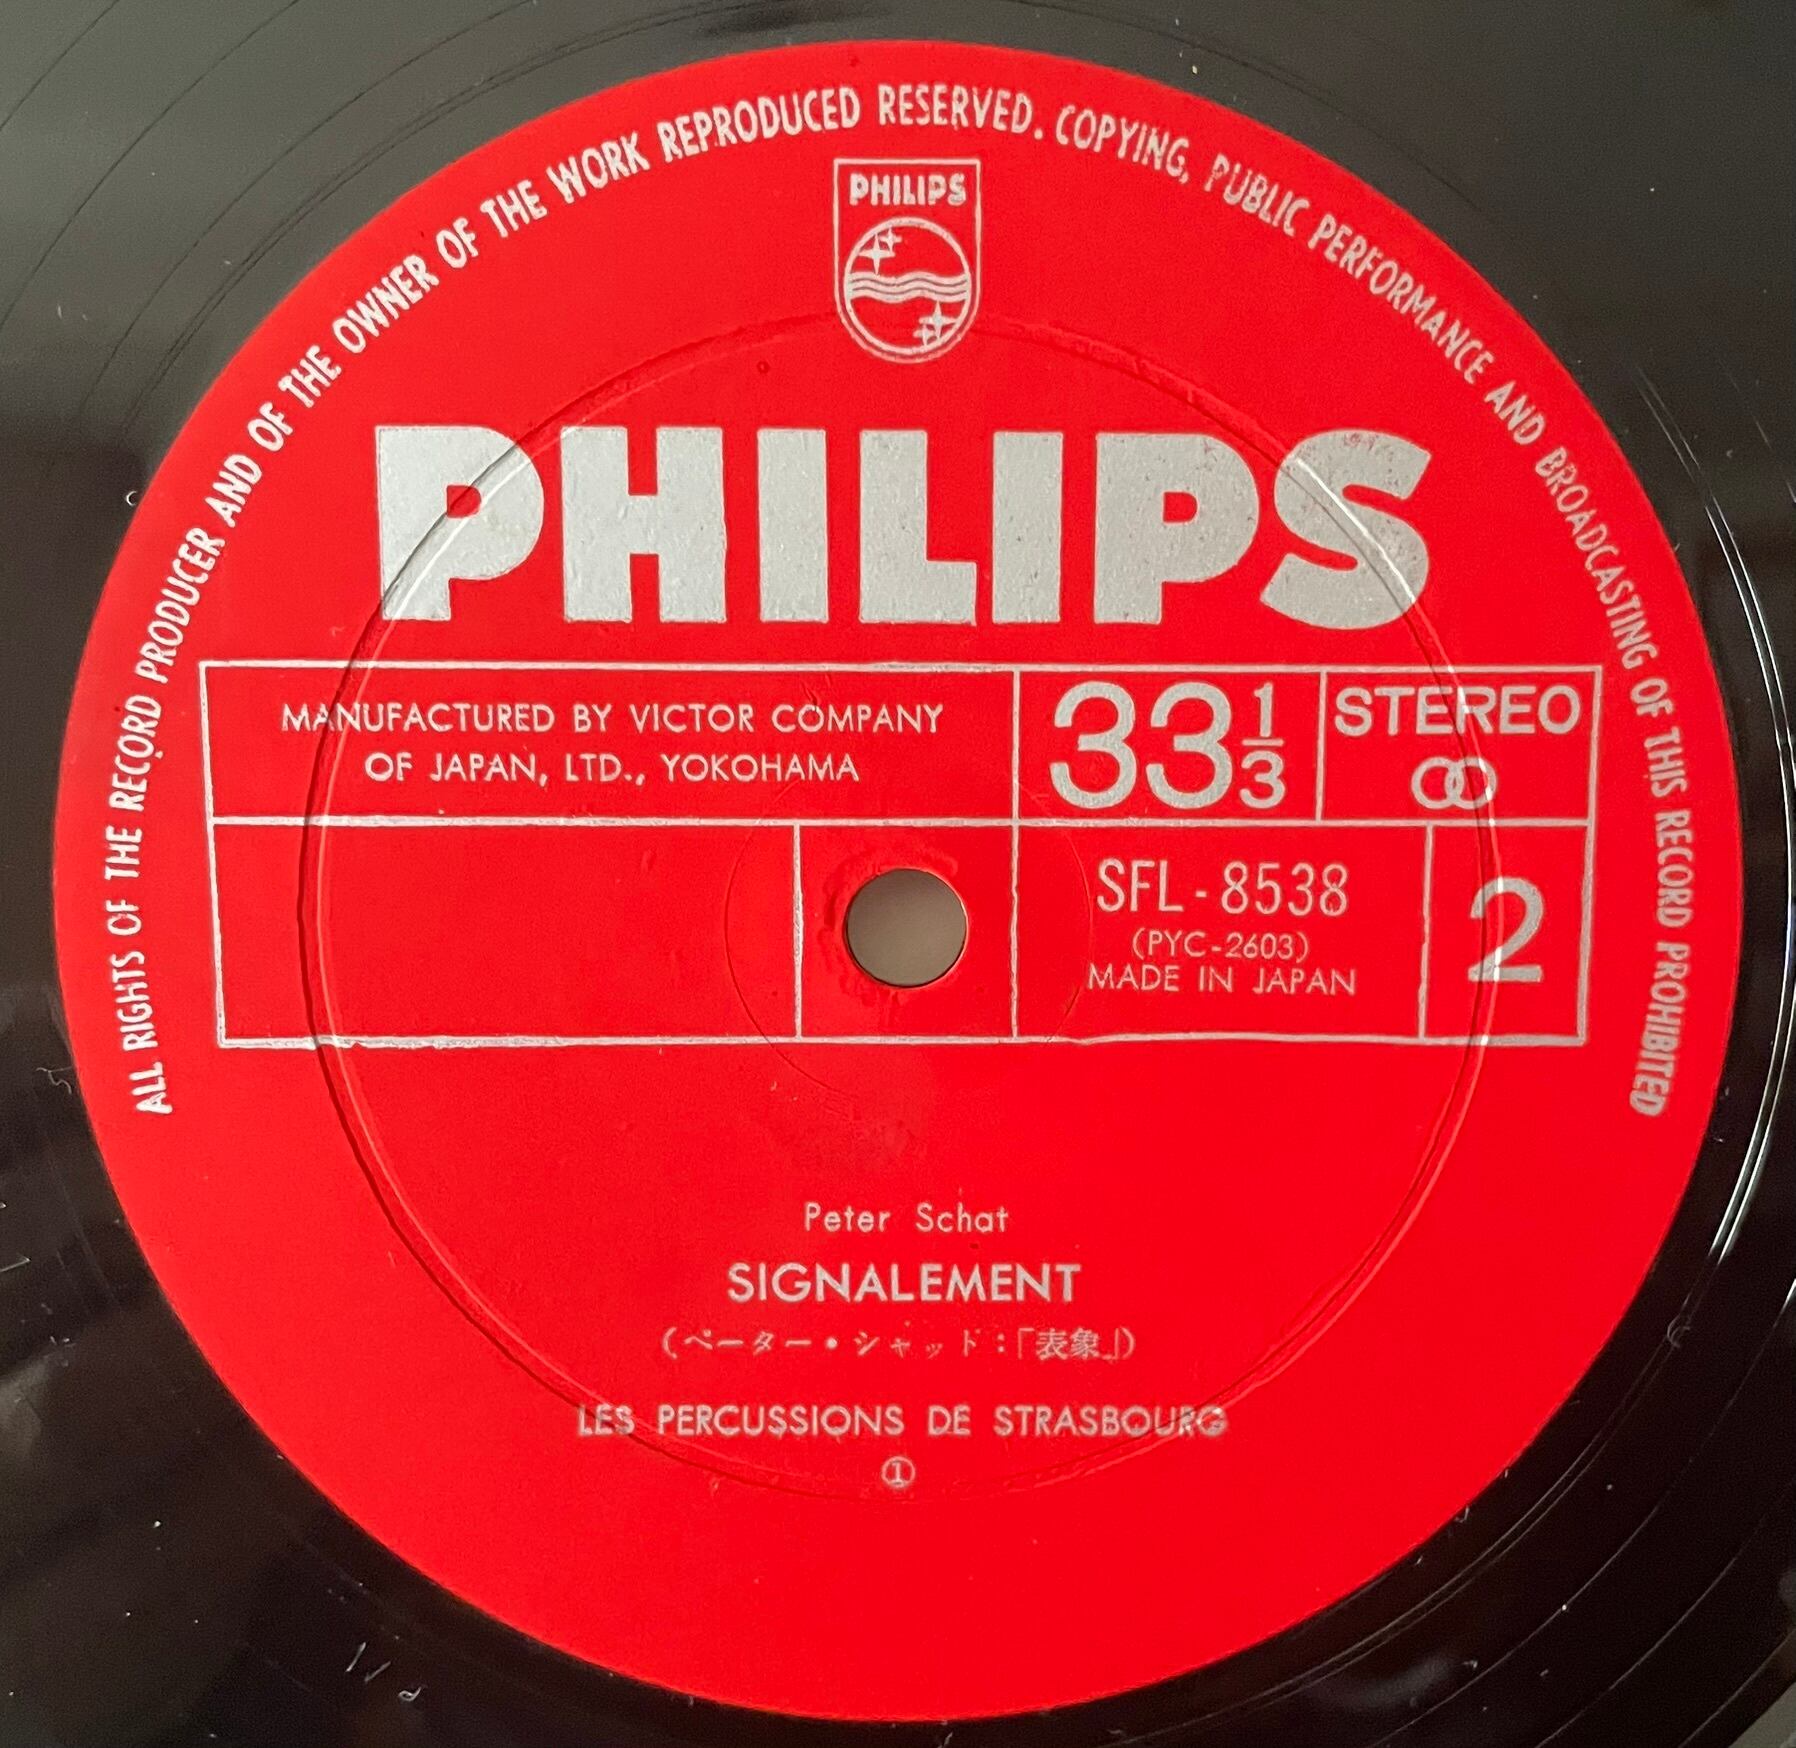 ALL RIGHTS OF THE RECORD PRODUCER AND OF THE OWNER OF THE WORK REPRODUCED RESERVED. COPYING, PUBLIC PERFORMANCE AND BROADCASTING OF THIS RECORD PROHIBITED
PHILIPS
PHILIPS
MANUFACTURED BY VICTOR COMPANY
OF JAPAN, LTD., YOKOHAMA
33 1/3
STEREO
SFL-8538
(PYC-2603)
MADE IN JAPAN
2
Peter Schat
SIGNALEMENT
(ペーター・シャット:「表象」)
LES PERCUSSIONS DE STRASBOURG
①